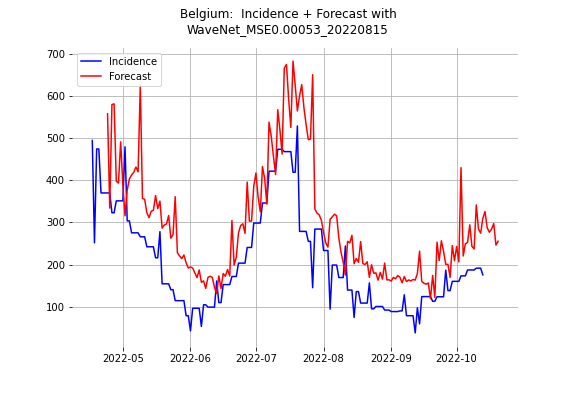 Belgium:  Incidence + Forecast with
WaveNet_MSE0.00053_20220815
700
600
500
400
300
200
100
Incidence
Forecast
2022-05 2022-06 2022-07 2022-08 2022-09 2022-10